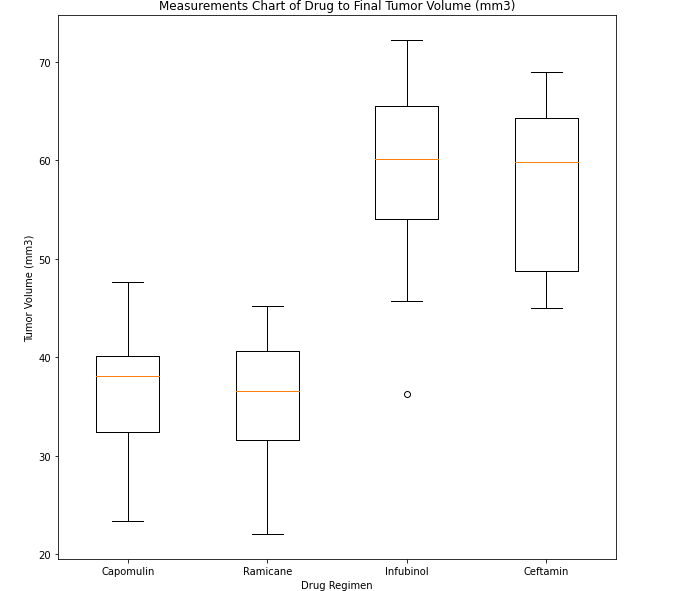 Measurements Chart of Drug to Final Tumor Volume (mm3)
70
60
50
40
30
20
Tumor Volume (mm3)
Capomulin
Ramicane
Infubinol
Ceftamin
Drug Regimen